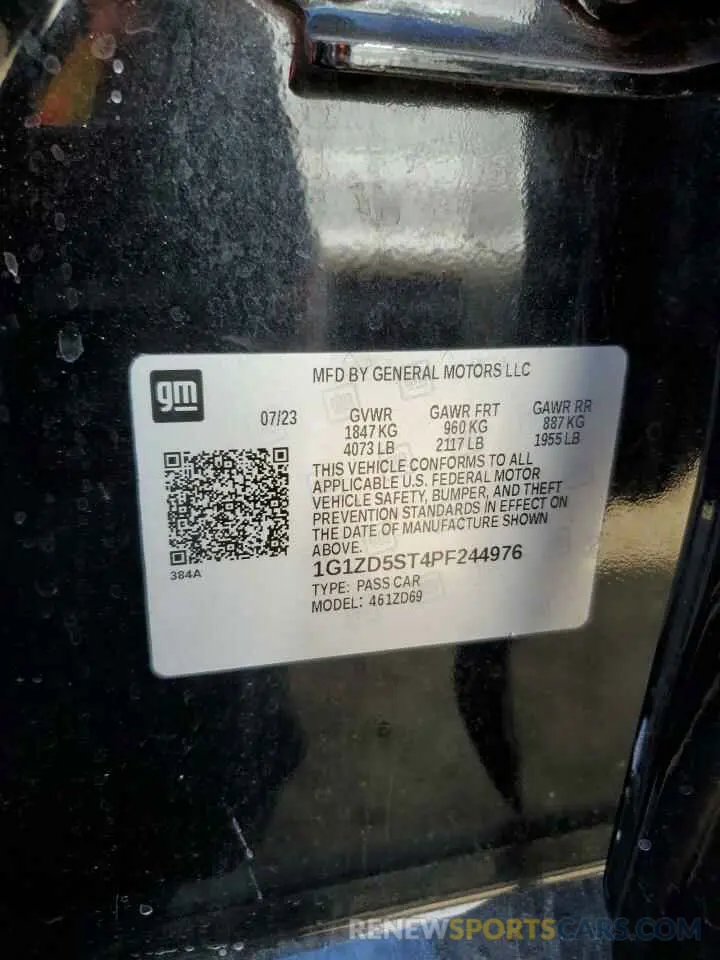 gm
MFD BY GENERAL MOTORS LLC
07/23
GVWR GAWR FRT GAWR RR
1847 KG 960 KG 887 KG
4073 LB 2117 LB 1955 LB
THIS VEHICLE CONFORMS TO ALL
APPLICABLE U.S. FEDERAL MOTOR
VEHICLE SAFETY, BUMPER, AND THEFT
PREVENTION STANDARDS IN EFFECT ON
THE DATE OF MANUFACTURE SHOWN
ABOVE.
384A
1G1ZD5ST4PF244976
TYPE: PASS CAR
MODEL: 461ZD69
RENEWSPORTSCARS.COM